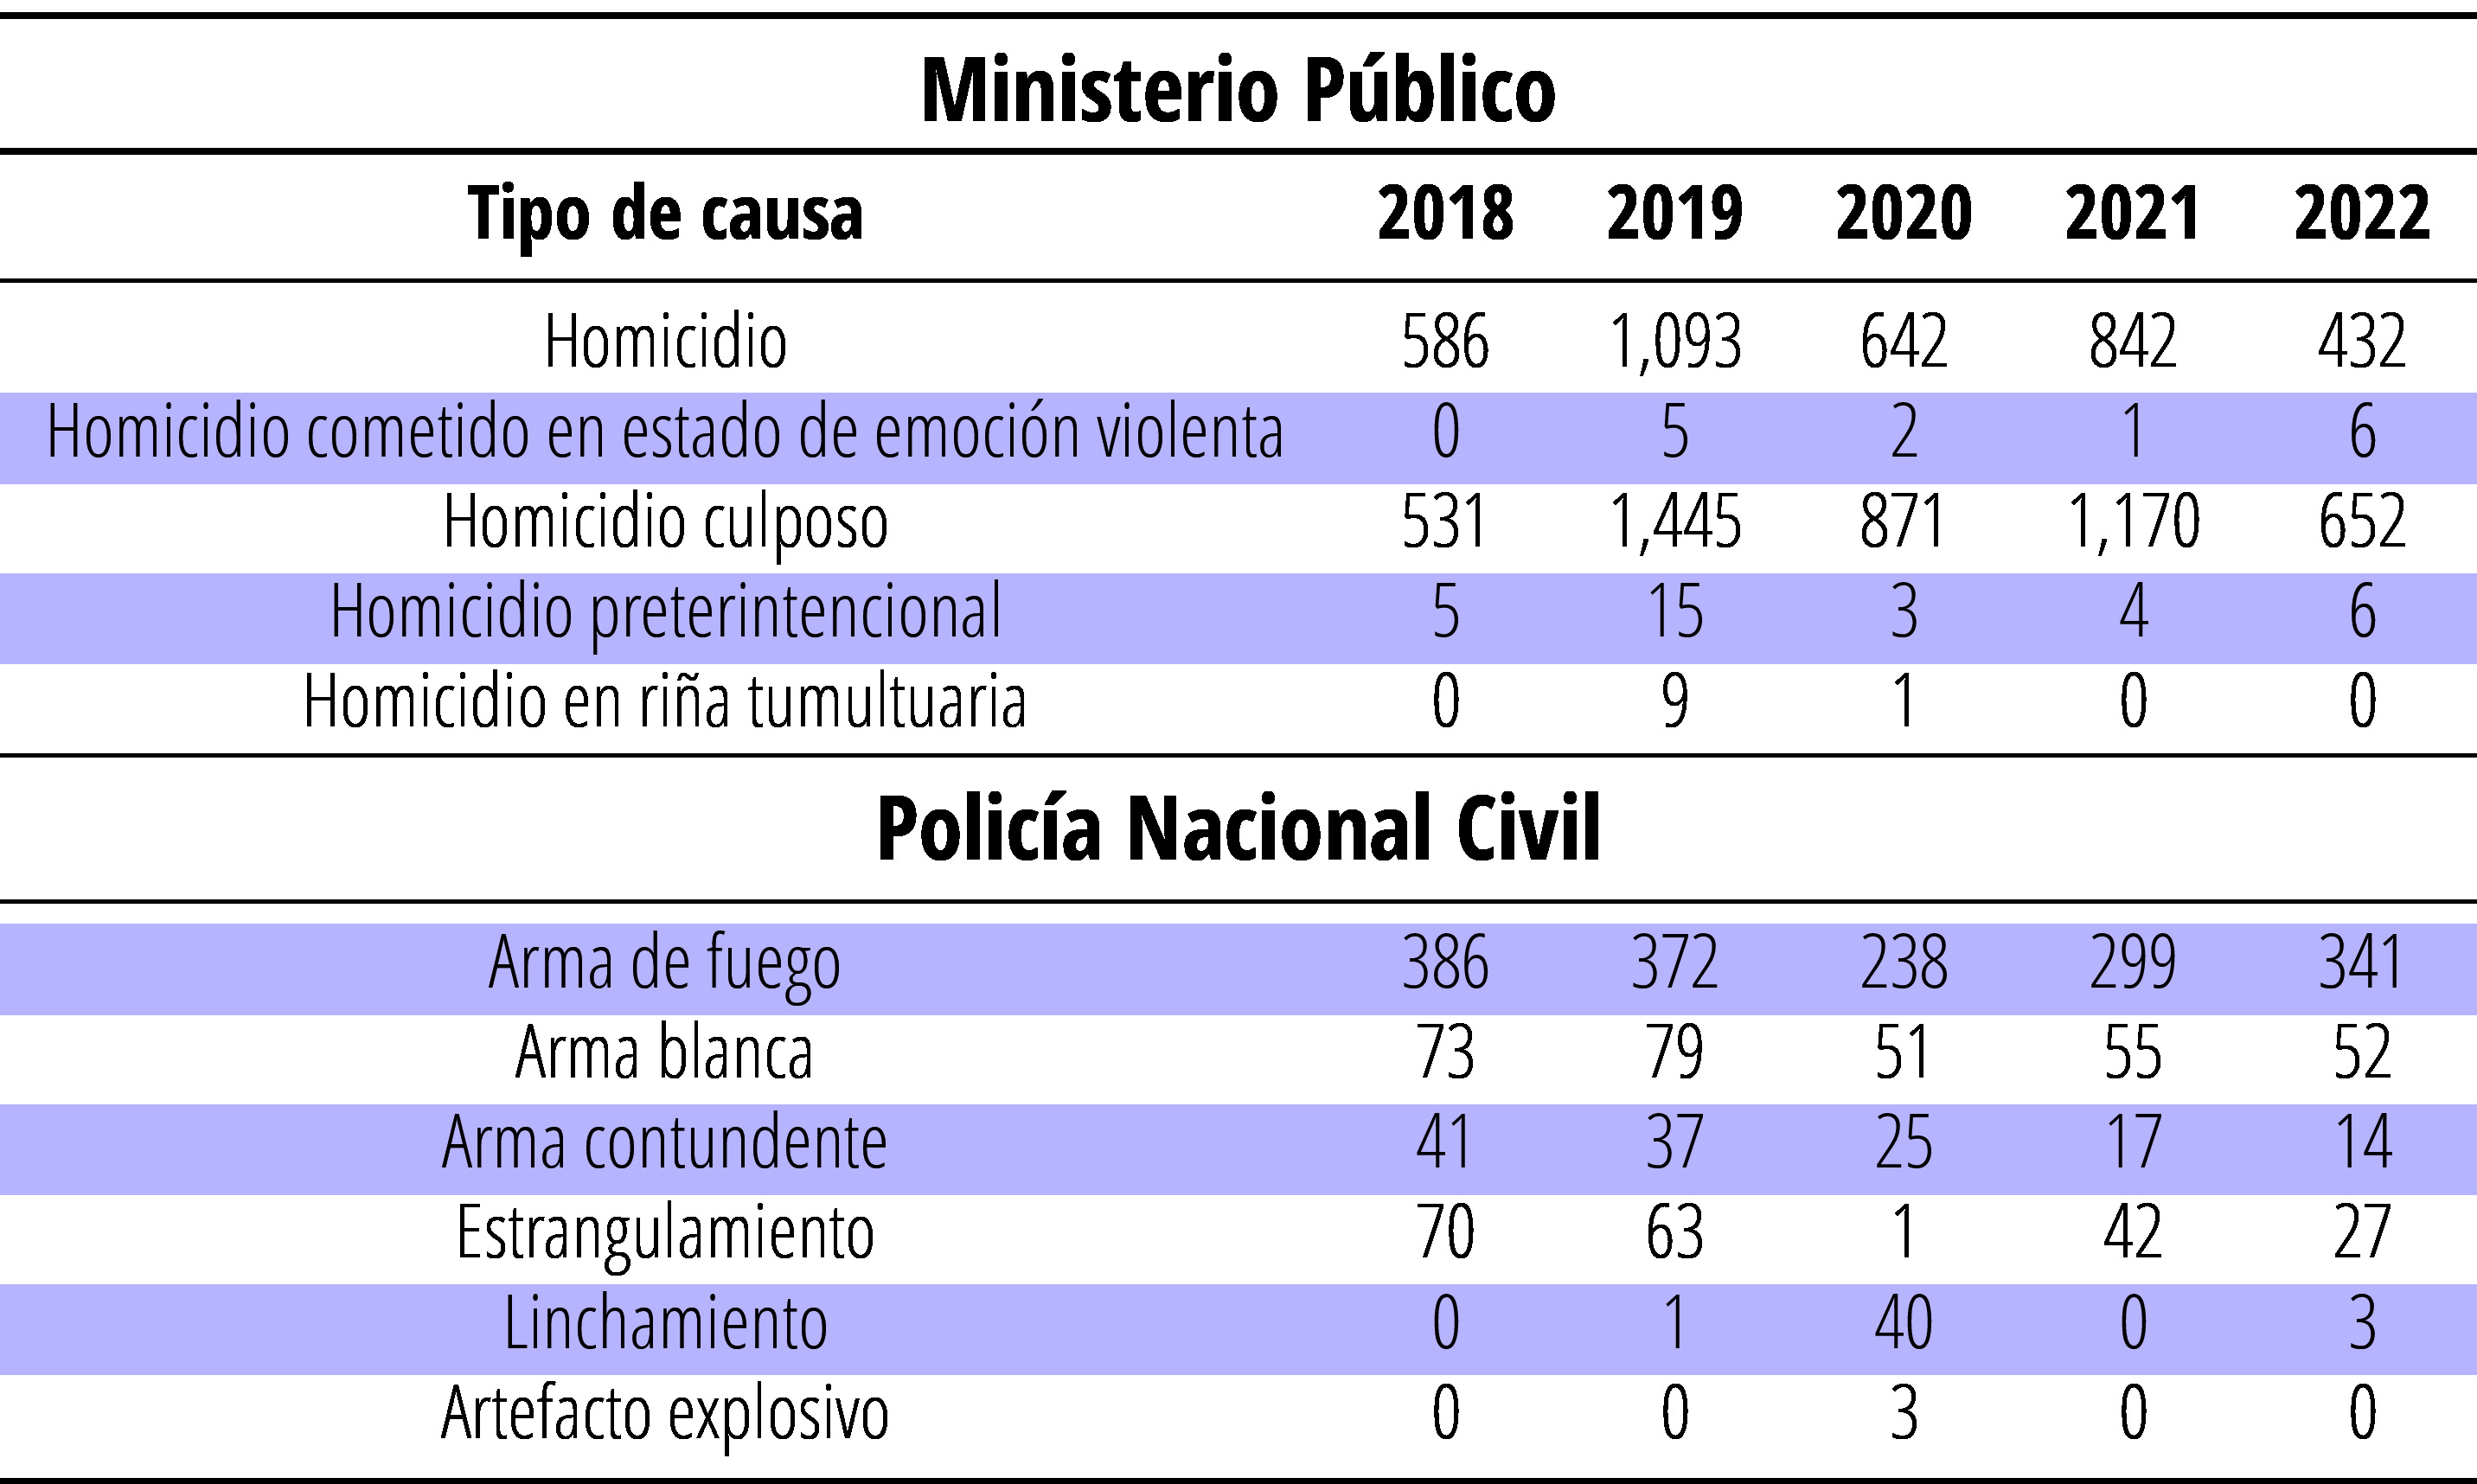 Ministerio Público
Tipo de causa 2018 2019 2020 2021 2022
Homicidio 586 1,093 642 842 432
Homicidio cometido en estado de emoción violenta 0 5 2 1 6
Homicidio culposo 531 1,445 871 1,170 652
Homicidio preterintencional 5 15 3 4 6
Homicidio en riña tumultuaria 0 9 1 0 0
Policía Nacional Civil
Arma de fuego 386 372 238 299 341
Arma blanca 73 79 51 55 52
Arma contundente 41 37 25 17 14
Estrangulamiento 70 63 1 42 27
Linchamiento 0 1 40 0 3
Artefacto explosivo 0 0 3 0 0